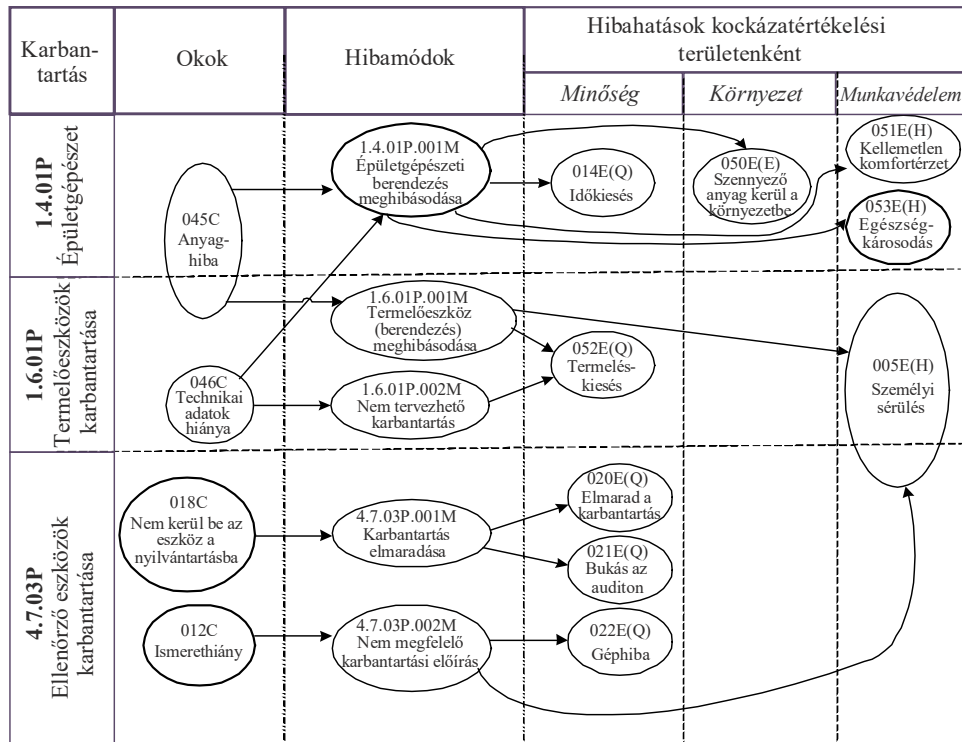 Karban-
tartás
Okok
Hibamódok
Hibahatások kockázatértékelési
területenként
Minőség
Környezet
Munkavédelem
1.4.01P
Épületgépészet
045C
Anyag-
hiba
1.4.01P.001M
Épületgépészeti
berendezés
meghibásodása
014E(Q)
Időkiesés
050E(E)
Szennyező
anyag kerül a
környezetbe
051E(H)
Kellemetlen
komfortérzet
053E(H)
Egészség-
károsodás
1.6.01P
Termelőeszközök
karbantartása
046C
Technikai
adatok
hiánya
1.6.01P.001M
Termelőeszköz
(berendezés)
meghibásodása
1.6.01P.002M
Nem tervezhető
karbantartás
052E(Q)
Termelés-
kiesés
005E(H)
Személyi
sérülés
4.7.03P
Ellenőrző eszközök
karbantartása
018C
Nem kerül be az
eszköz a
nyilvántartásba
012C
Ismerethiány
4.7.03P.001M
Karbantartás
elmaradása
4.7.03P.002M
Nem megfelelő
karbantartási előírás
020E(Q)
Elmarad a
karbantartás
021E(Q)
Bukás az
auditon
022E(Q)
Géphiba